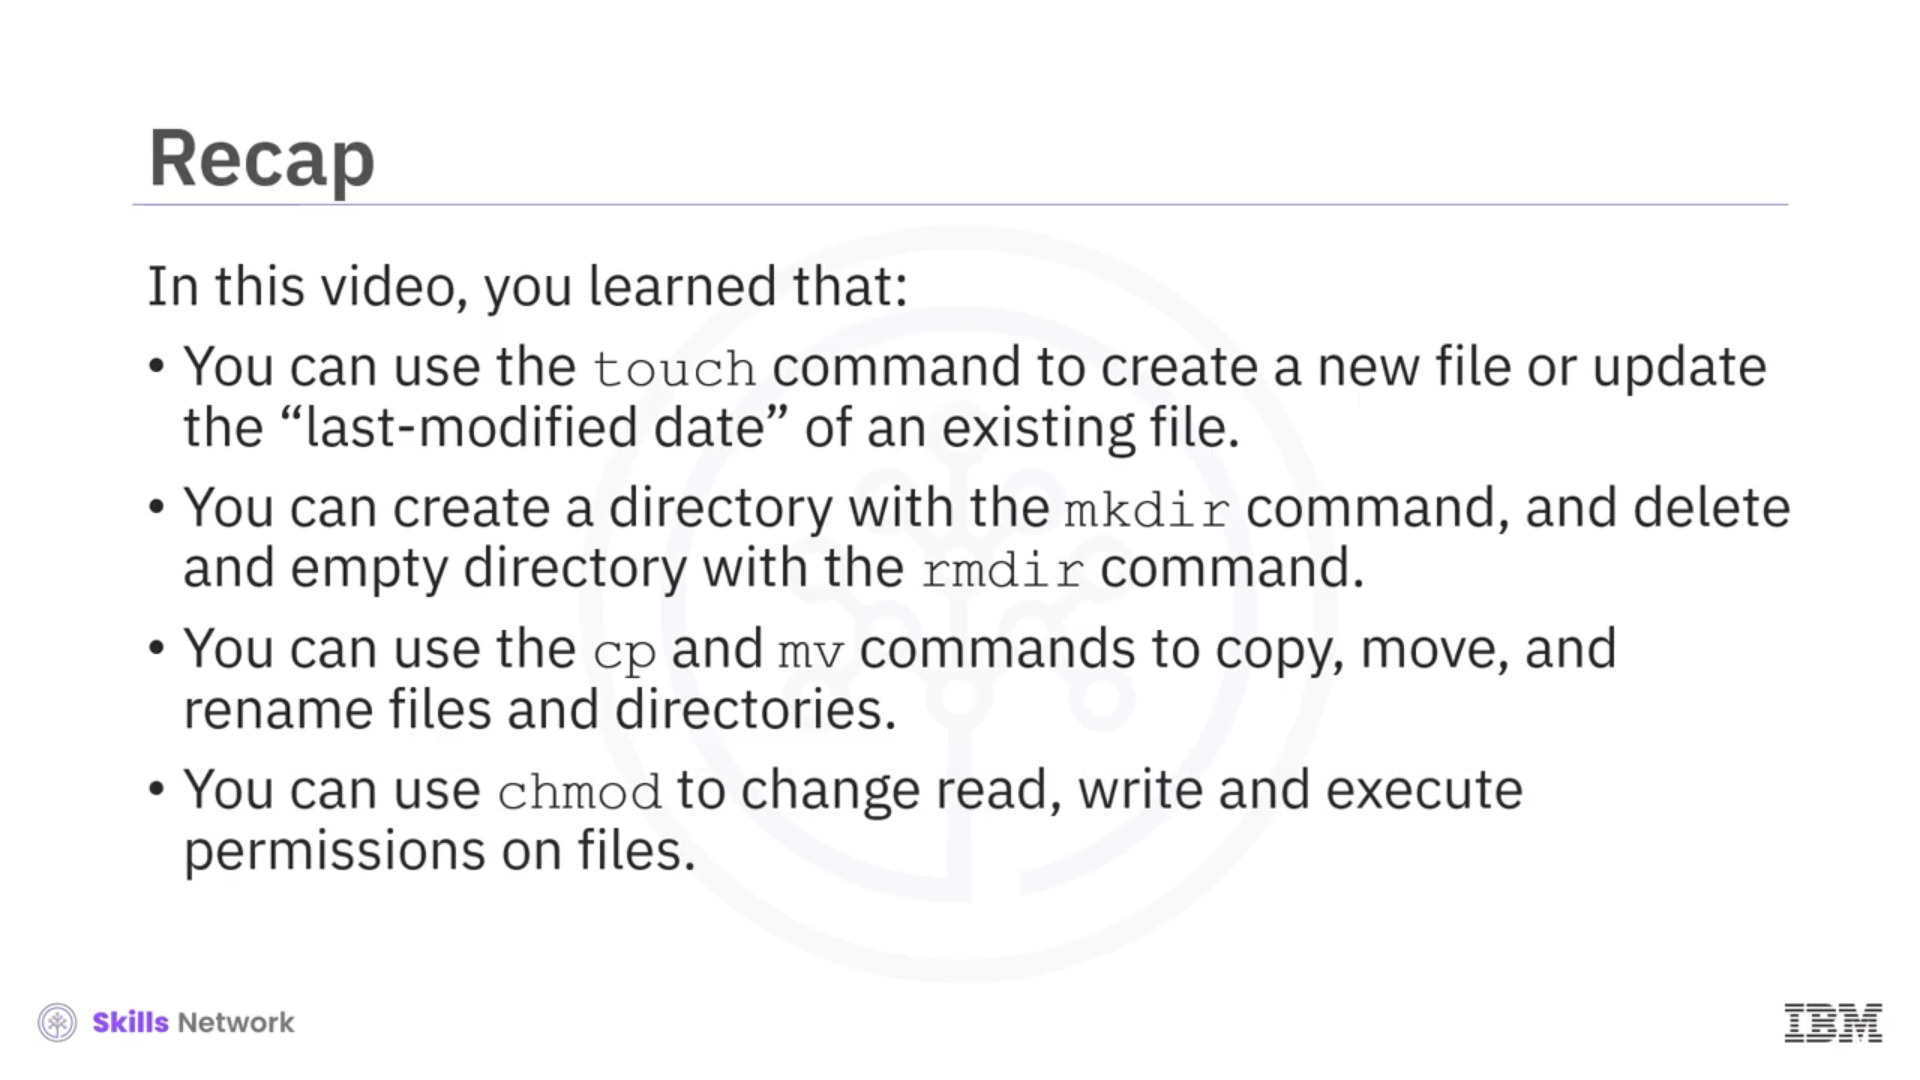 Recap
In this video, you learned that:
• You can use the touch command to create a new file or update
the “last-modified date” of an existing file.
• You can create a directory with the mkdir command, and delete
and empty directory with the rmdir command.
• You can use the cp and mv commands to copy, move, and
rename files and directories.
• You can use chmod to change read, write and execute
permissions on files.
Skills Network
IBM